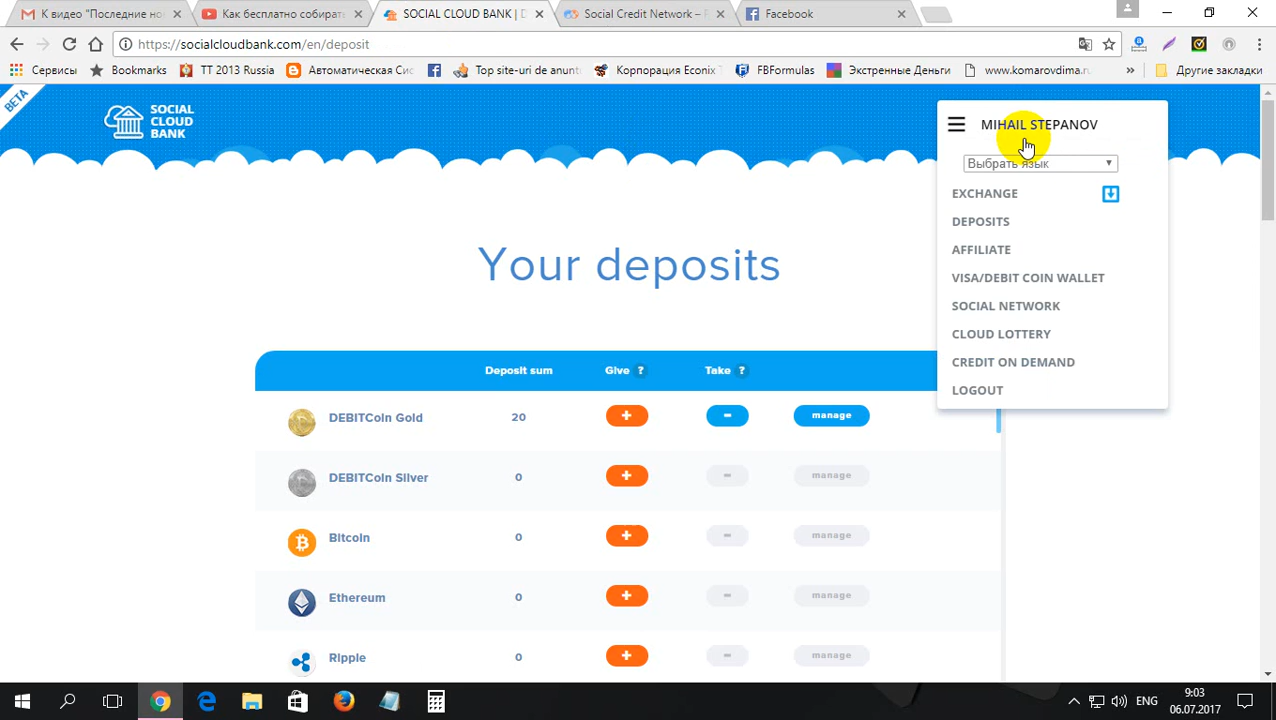 К видео "Последние нов
Как бесплатно собират
SOCIAL CLOUD BANK | D
Social Credit Network – F
Facebook
https://socialcloudbank.com/en/deposit
Сервисы
Bookmarks
TT 2013 Russia
Автоматическая Сис
Top site-uri de anunt
Корпорация Econix T
FBFormulas
Экстренные Деньги
www.komarovdima.ru
»
Другие закладки
BETA
SOCIAL
CLOUD
BANK
MIHAIL STEPANOV
Выбрать язык
EXCHANGE
DEPOSITS
AFFILIATE
VISA/DEBIT COIN WALLET
SOCIAL NETWORK
CLOUD LOTTERY
CREDIT ON DEMAND
LOGOUT
Your deposits
Deposit sum Give ? Take ?
DEBITCoin Gold 20 + - manage
DEBITCoin Silver 0 + - manage
Bitcoin 0 + - manage
Ethereum 0 + - manage
Ripple 0 + - manage
ENG
9:03
06.07.2017